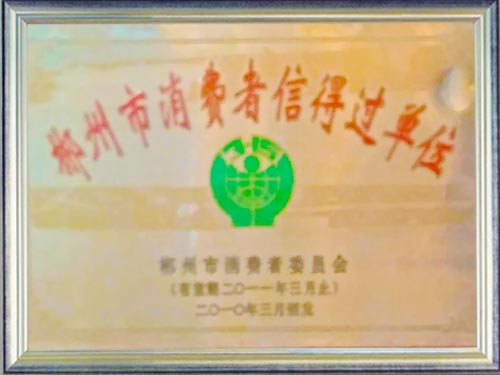 郴州市消费者信得过单位
315
郴州市消费者委员会
(有效期二〇一一年三月止)
二〇一〇年三月颁发